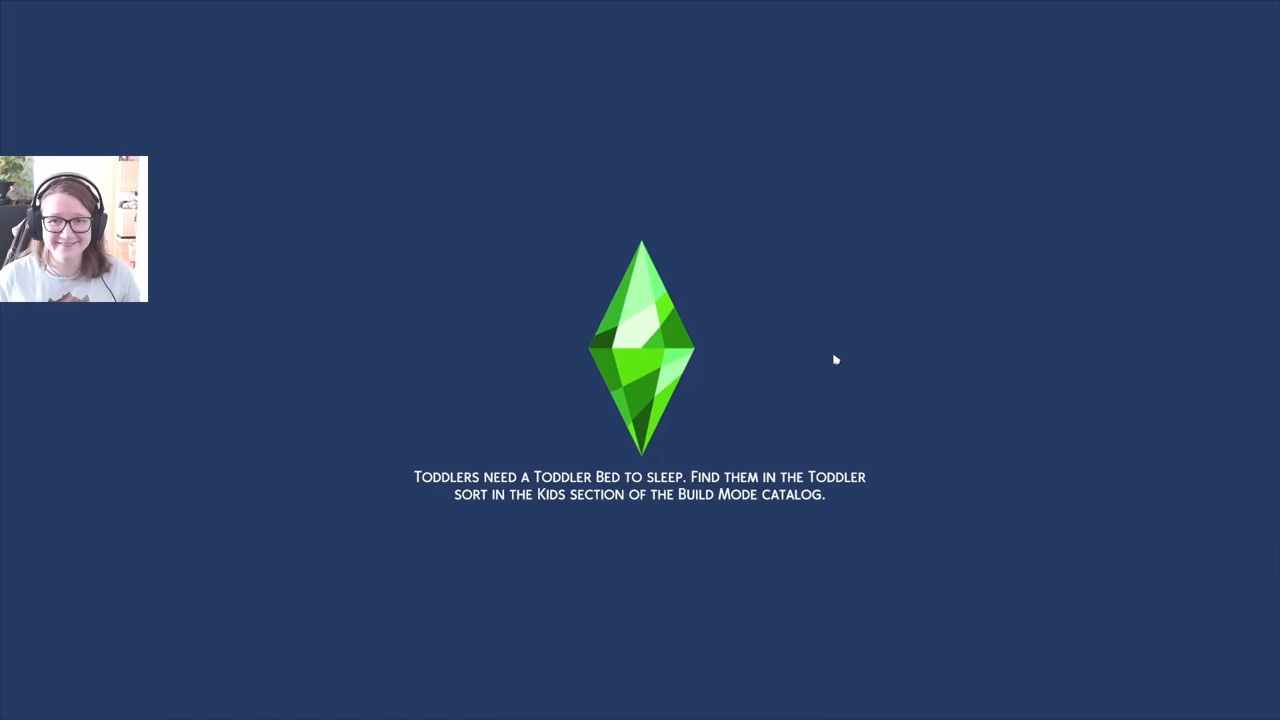 Toddlers need a Toddler Bed to sleep. Find them in the Toddler
sort in the Kids section of the Build Mode catalog.